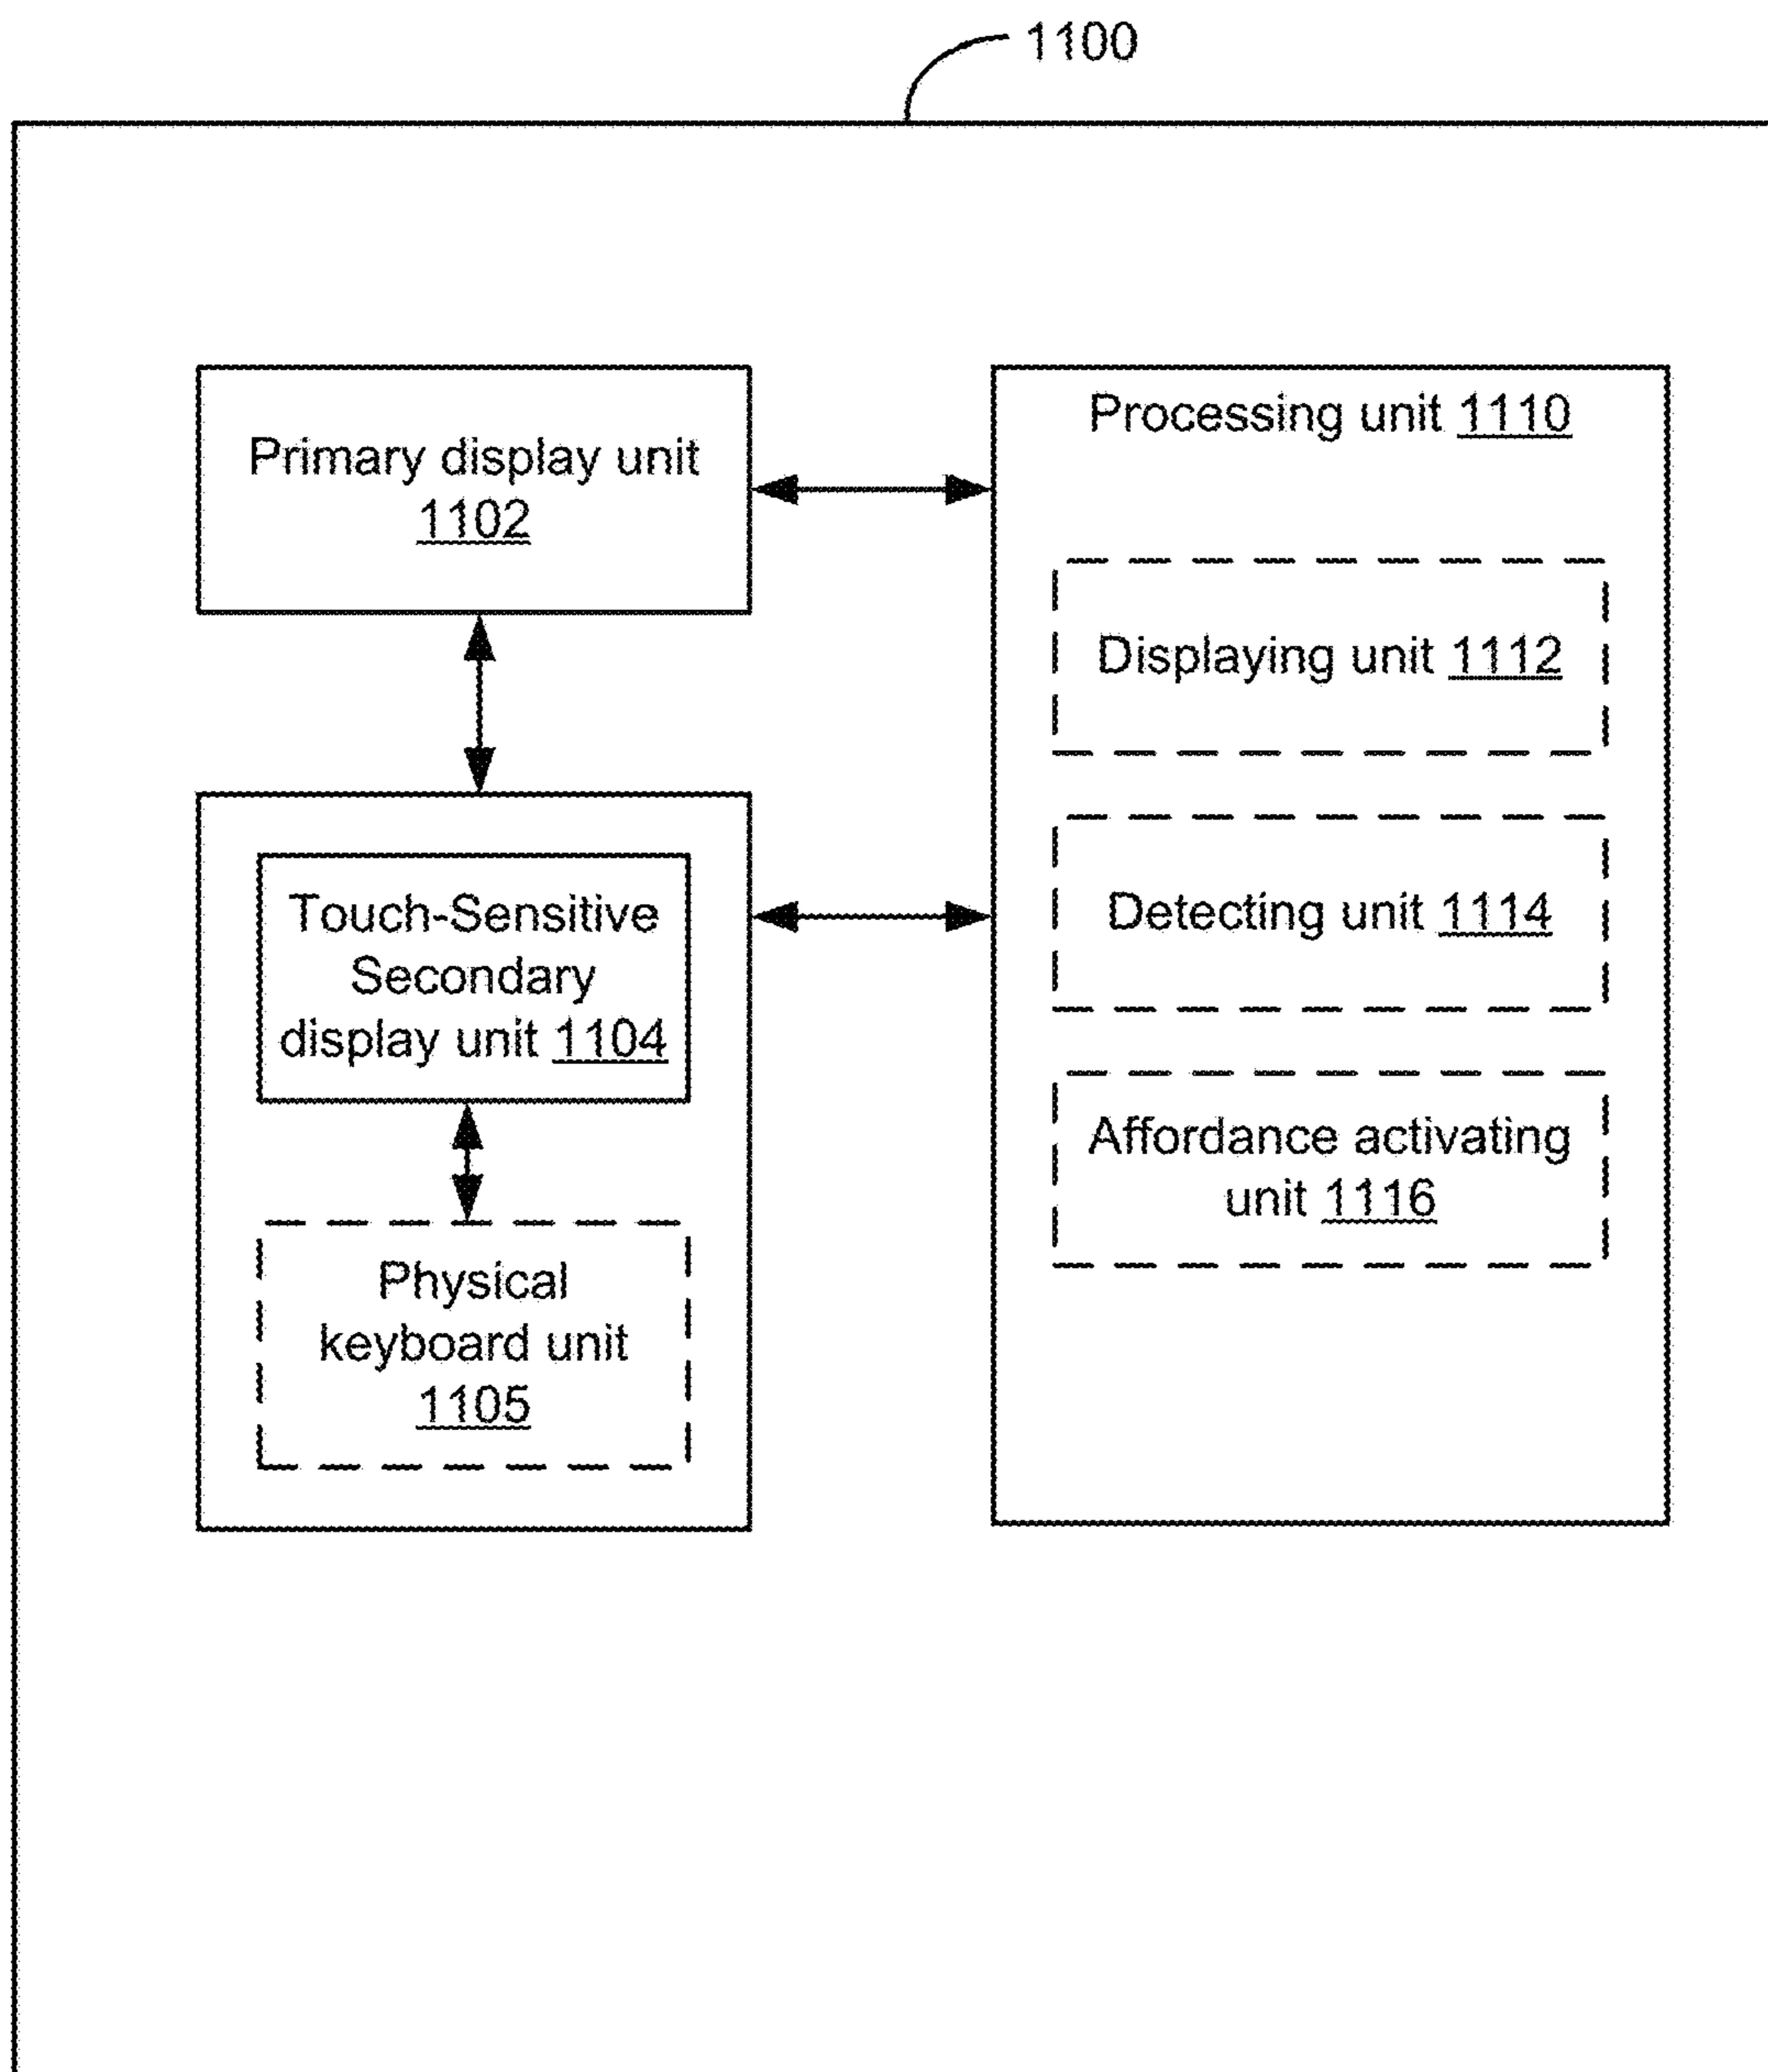 1100
Primary display unit
1102
Touch-Sensitive
Secondary
display unit 1104
Physical
keyboard unit
1105
Processing unit 1110
Displaying unit 1112
Detecting unit 1114
Affordance activating
unit 1116